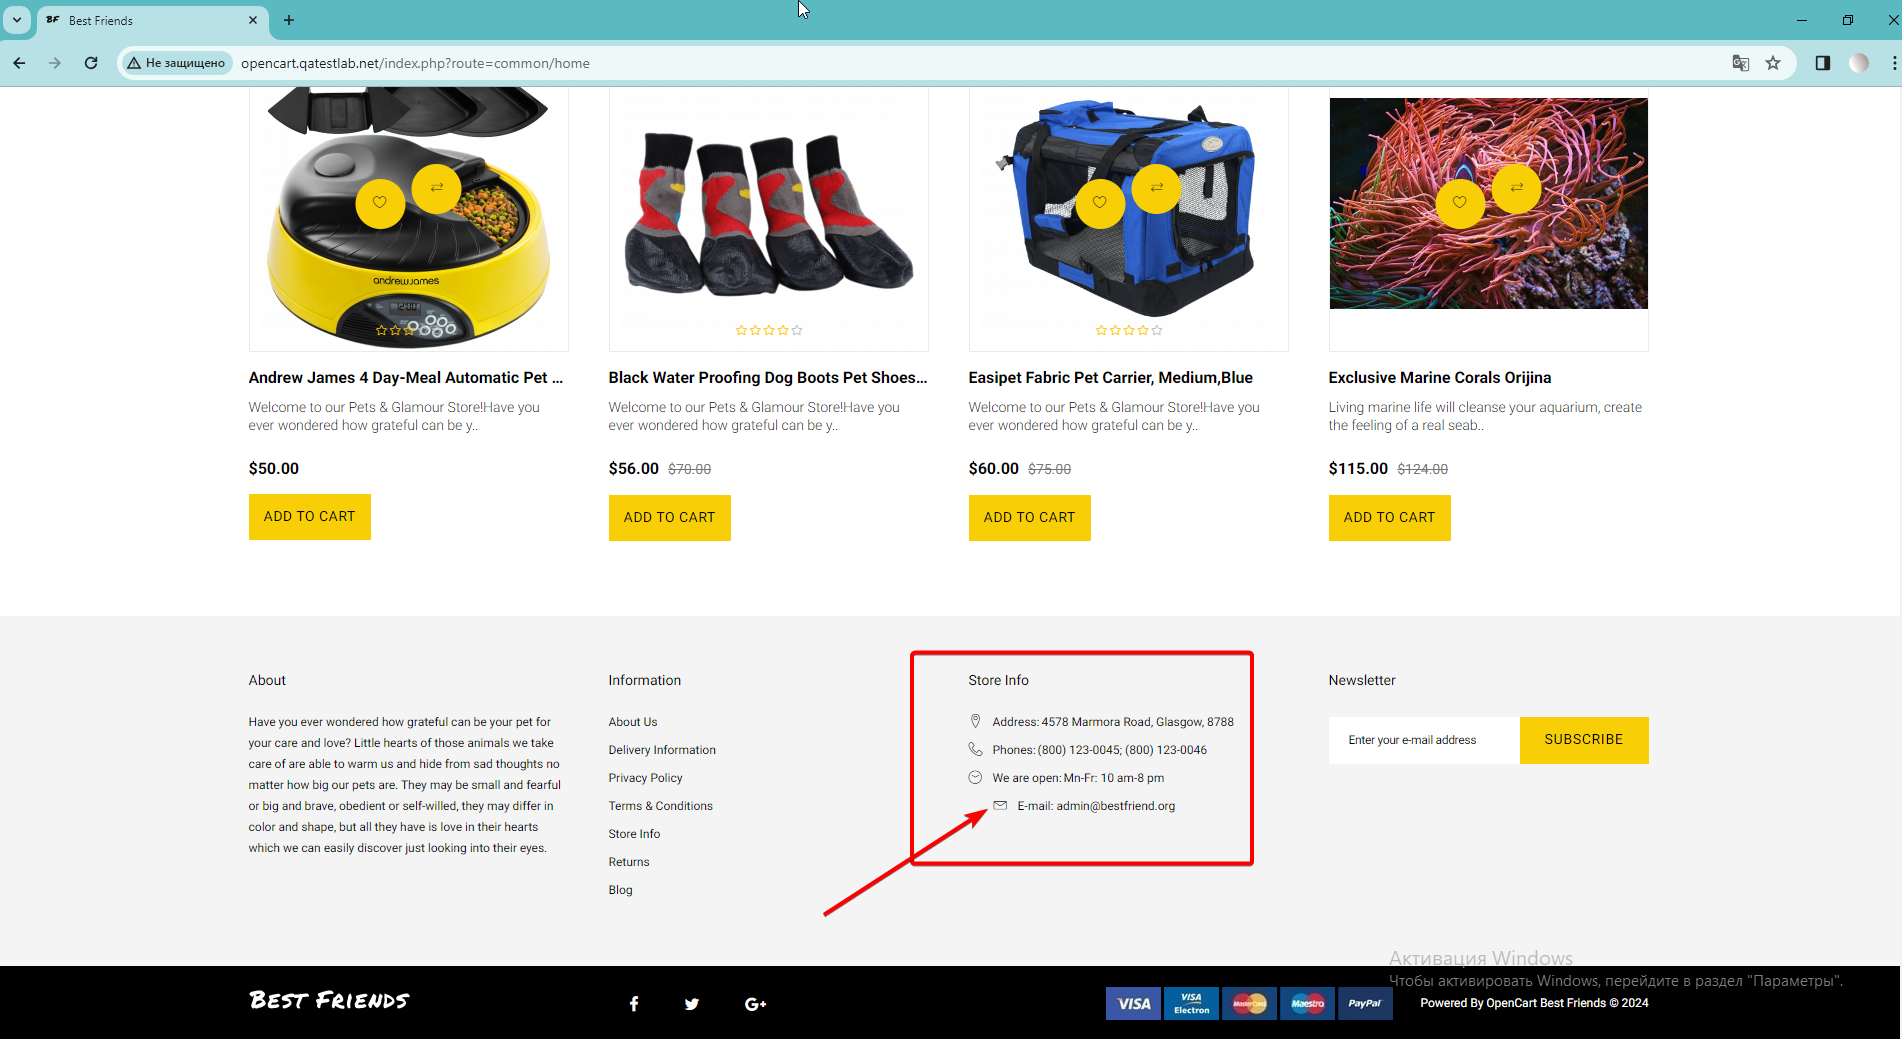 BF Best Friends
Не защищено opencart.qatestlab.net/index.php?route=common/home
andrewjames
12:00
Andrew James 4 Day-Meal Automatic Pet ...
Welcome to our Pets & Glamour Store!Have you
ever wondered how grateful can be y..
$50.00
ADD TO CART
Black Water Proofing Dog Boots Pet Shoes...
Welcome to our Pets & Glamour Store!Have you
ever wondered how grateful can be y..
$56.00 $70.00
ADD TO CART
Easipet Fabric Pet Carrier, Medium,Blue
Welcome to our Pets & Glamour Store!Have you
ever wondered how grateful can be y..
$60.00 $75.00
ADD TO CART
Exclusive Marine Corals Orijina
Living marine life will cleanse your aquarium, create
the feeling of a real seab..
$115.00 $124.00
ADD TO CART
About
Have you ever wondered how grateful can be your pet for
your care and love? Little hearts of those animals we take
care of are able to warm us and hide from sad thoughts no
matter how big our pets are. They may be small and fearful
or big and brave, obedient or self-willed, they may differ in
color and shape, but all they have is love in their hearts
which we can easily discover just looking into their eyes.
Information
About Us
Delivery Information
Privacy Policy
Terms & Conditions
Store Info
Returns
Blog
Store Info
Address: 4578 Marmora Road, Glasgow, 8788
Phones: (800) 123-0045; (800) 123-0046
We are open: Mn-Fr: 10 am-8 pm
E-mail: admin@bestfriend.org
Newsletter
Enter your e-mail address
SUBSCRIBE
Активация Windows
Чтобы активировать Windows, перейдите в раздел "Параметры".
Best Friends
f
G+
VISA
VISA Electron
MasterCard
Maestro
PayPal
Powered By OpenCart Best Friends © 2024